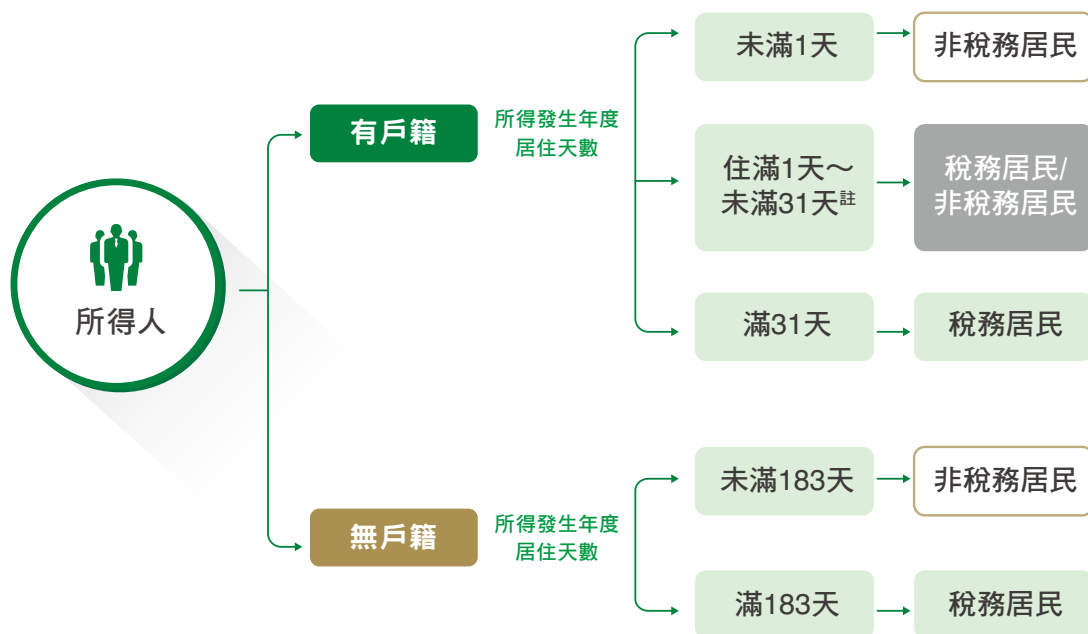 所得人
有戶籍
所得發生年度
居住天數
未滿1天
非稅務居民
住滿1天～
未滿31天註
稅務居民/
非稅務居民
滿31天
稅務居民
無戶籍
所得發生年度
居住天數
未滿183天
非稅務居民
滿183天
稅務居民